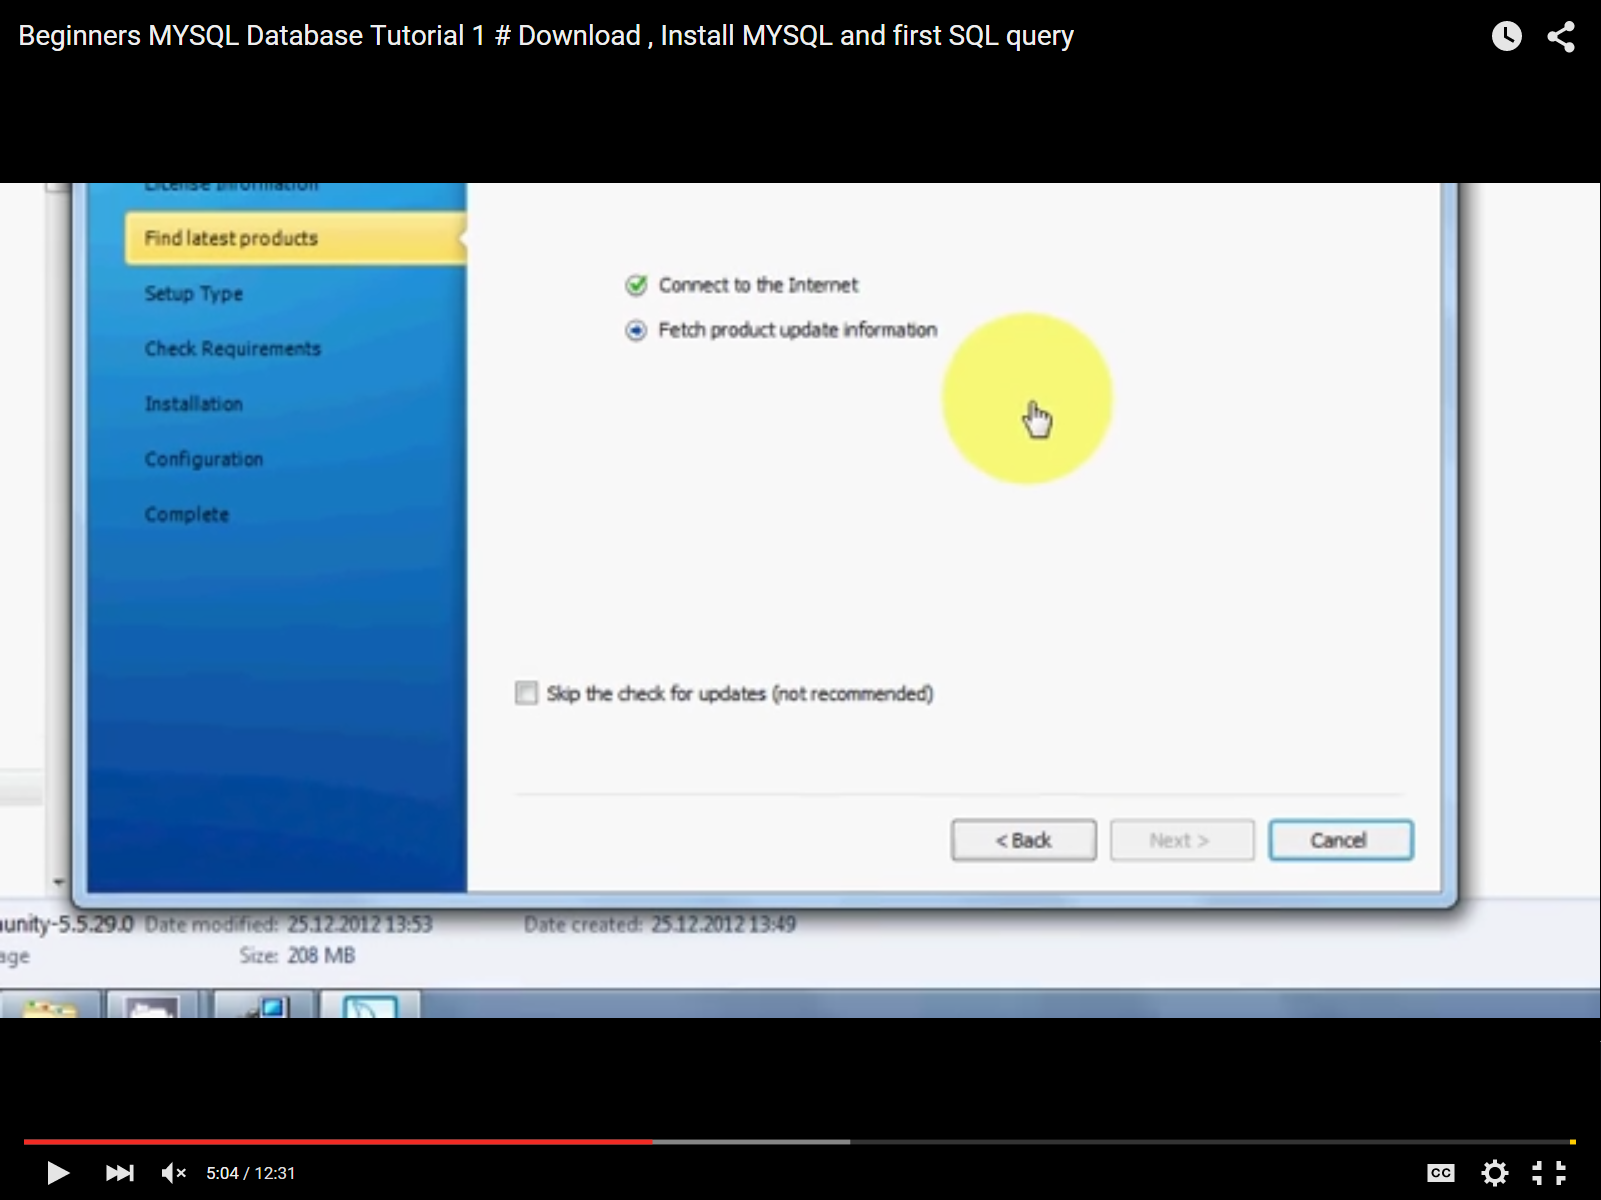 Beginners MYSQL Database Tutorial 1 # Download , Install MYSQL and first SQL query
License Information
Find latest products
Setup Type
Check Requirements
Installation
Configuration
Complete
Connect to the Internet
Fetch product update information
Skip the check for updates (not recommended)
< Back
Next >
Cancel
unity-5.5.29.0 Date modified: 25.12.2012 13:53 Date created: 25.12.2012 13:49
age Size: 208 MB
5:04 / 12:31
CC